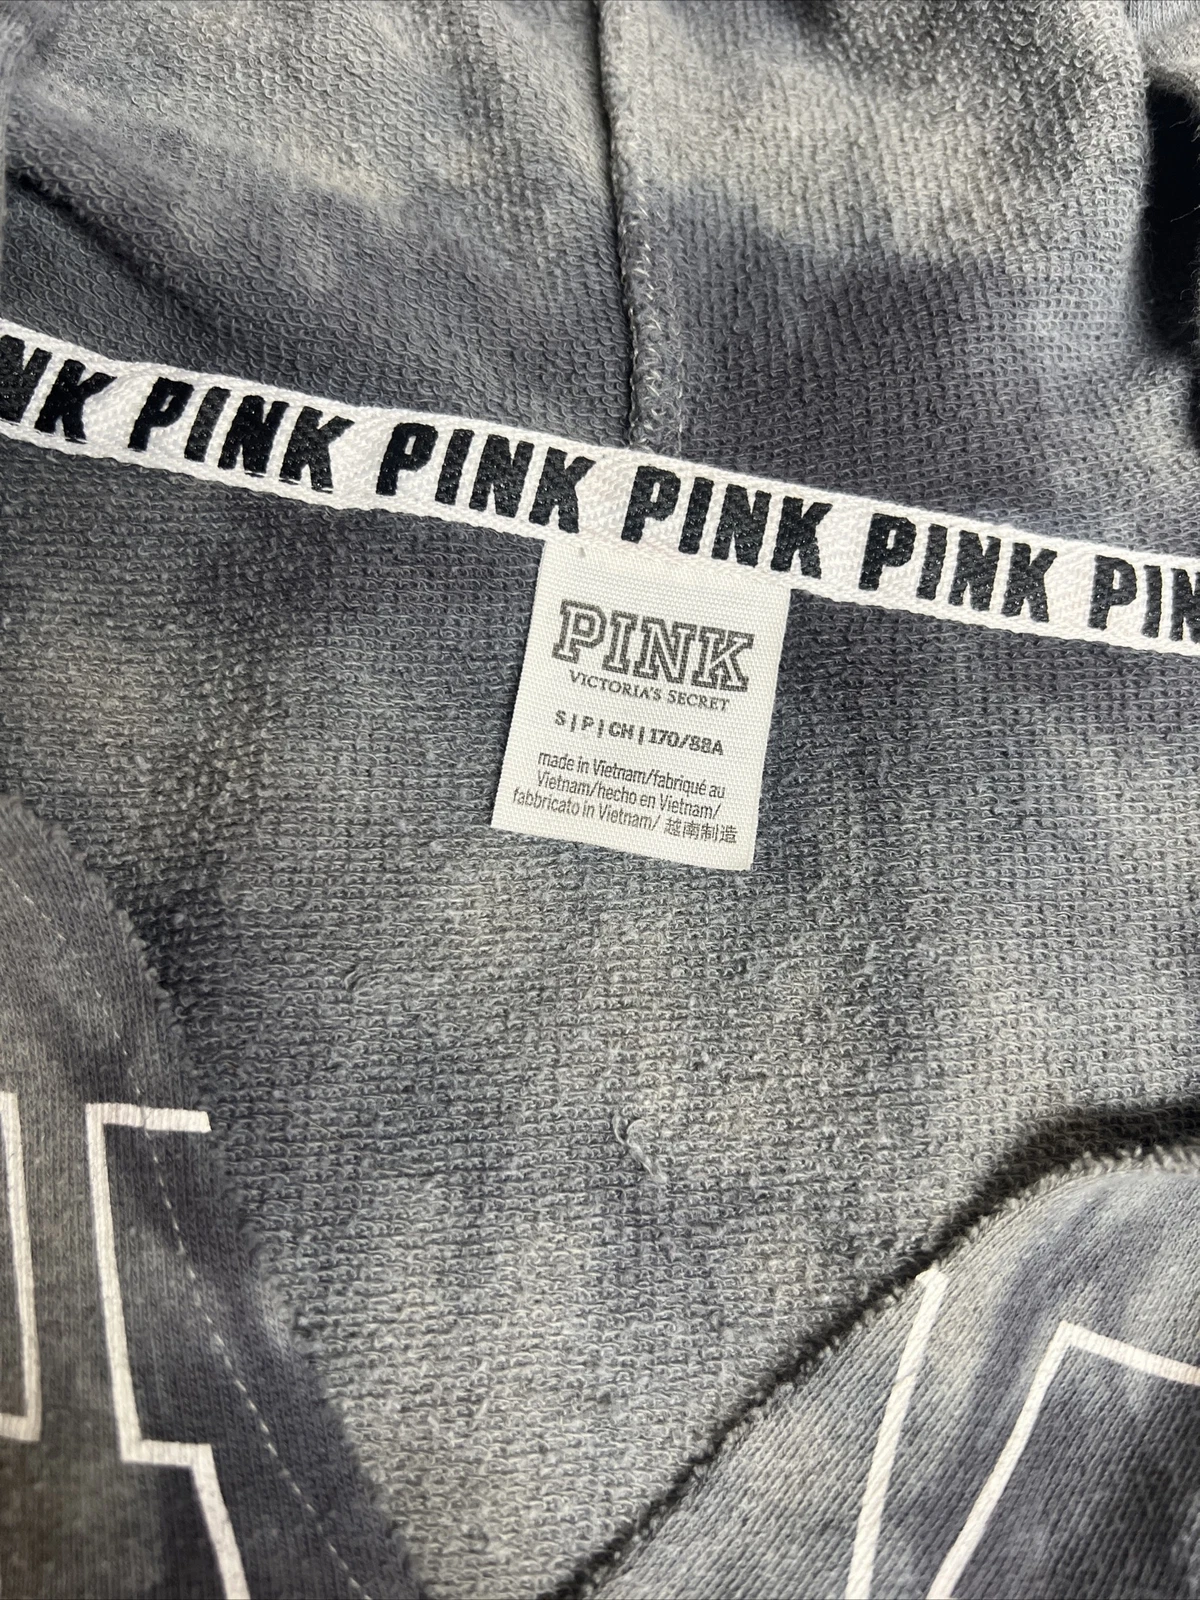 NK PINK PINK PINK PINK PIN
PINK
VICTORIA'S SECRET
S | P | CH | 170/88A
made in Vietnam/fabriqué au
Vietnam/hecho en Vietnam/
fabbricato in Vietnam/ 越南制造